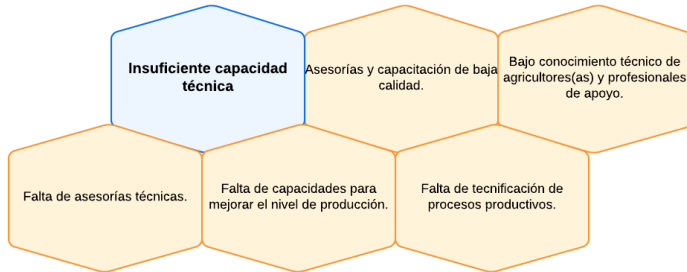 Insuficiente capacidad
técnica
Asesorías y capacitación de baja
calidad.
Bajo conocimiento técnico de
agricultores(as) y profesionales
de apoyo.
Falta de asesorías técnicas.
Falta de capacidades para
mejorar el nivel de producción.
Falta de tecnificación de
procesos productivos.